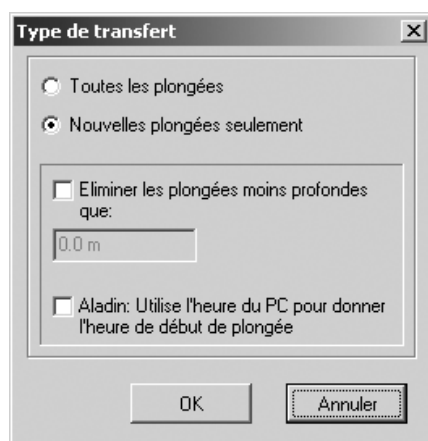 Type de transfert
Toutes les plongées
Nouvelles plongées seulement
Eliminer les plongées moins profondes
que:
0.0 m
Aladin: Utilise l'heure du PC pour donner
l'heure de début de plongée
OK
Annuler